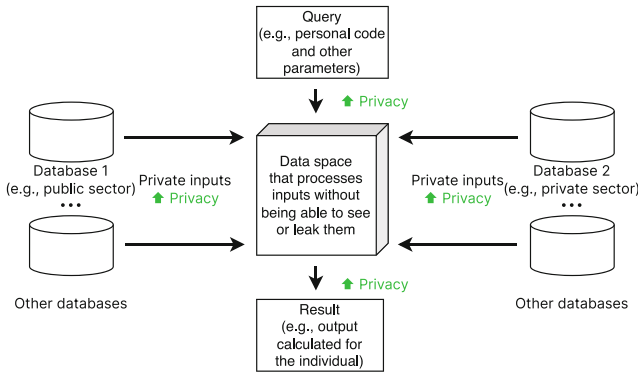 Query
(e.g., personal code
and other
parameters)
Privacy
Database 1
(e.g., public sector)
...
Other databases
Private inputs
Privacy
Data space
that processes
inputs without
being able to see
or leak them
Private inputs
Privacy
Database 2
(e.g., private sector)
...
Other databases
Privacy
Result
(e.g., output
calculated for
the individual)